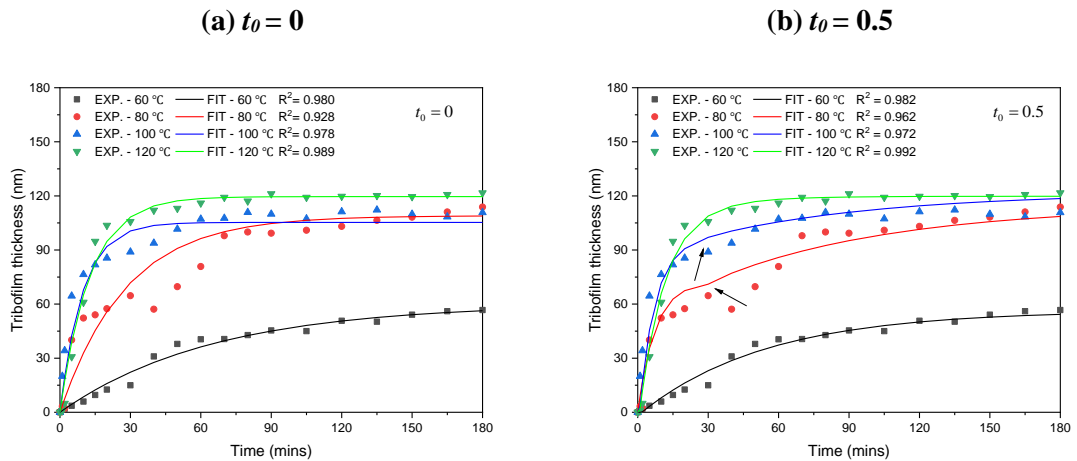 (a) t₀ = 0
180
150
120
90
60
30
0
Tribofilm thickness (nm)
EXP. - 60 ℃ FIT - 60 ℃ R²= 0.980
EXP. - 80 ℃ FIT - 80 ℃ R²= 0.928
EXP. - 100 ℃ FIT - 100 ℃ R²= 0.978
EXP. - 120 ℃ FIT - 120 ℃ R²= 0.989
t₀ = 0
0 30 60 90 120 150 180
Time (mins)
(b) t₀ = 0.5
180
150
120
90
60
30
0
Tribofilm thickness (nm)
EXP. - 60 ℃ FIT - 60 ℃ R²= 0.982
EXP. - 80 ℃ FIT - 80 ℃ R²= 0.962
EXP. - 100 ℃ FIT - 100 ℃ R²= 0.972
EXP. - 120 ℃ FIT - 120 ℃ R²= 0.992
t₀ = 0.5
0 30 60 90 120 150 180
Time (mins)